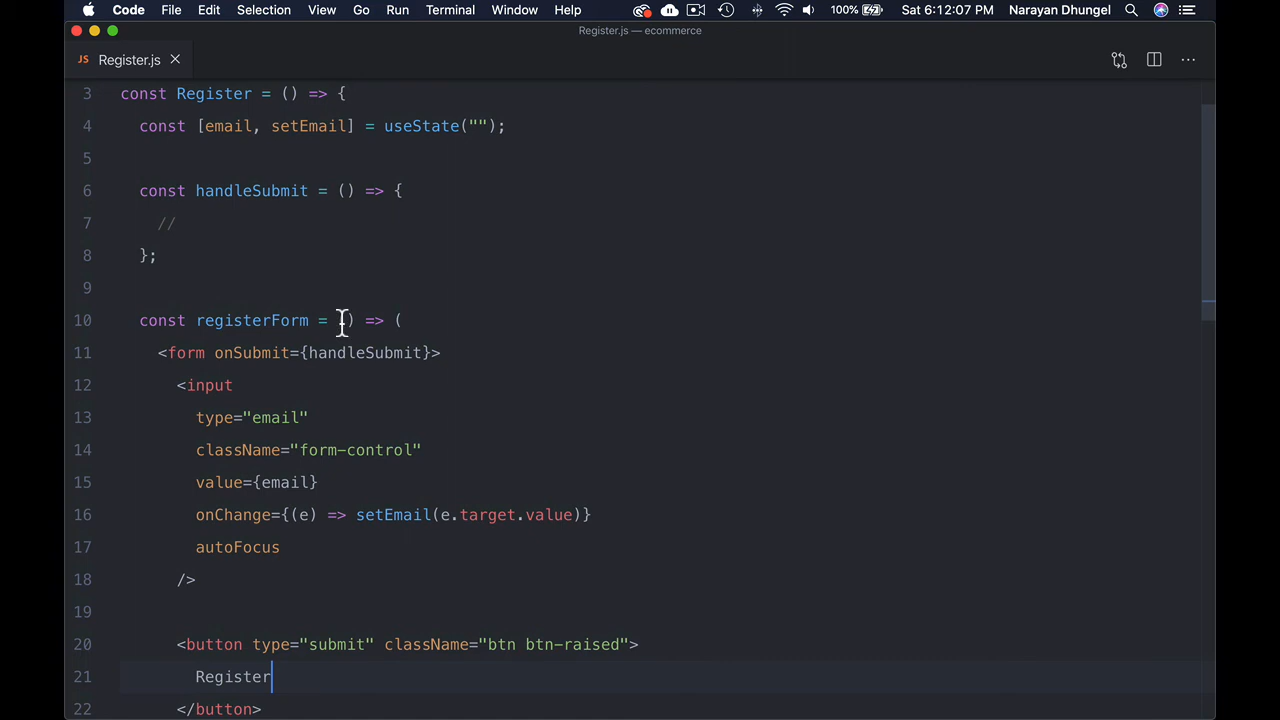 Code File Edit Selection View Go Run Terminal Window Help 100% Sat 6:12:07 PM Narayan Dhungel
Register.js — ecommerce
JS Register.js
3 const Register = () => {
4 const [email, setEmail] = useState("");
5
6 const handleSubmit = () => {
7 //
8 };
9
10 const registerForm = () => (
11 <form onSubmit={handleSubmit}>
12 <input
13 type="email"
14 className="form-control"
15 value={email}
16 onChange={(e) => setEmail(e.target.value)}
17 autoFocus
18 />
19
20 <button type="submit" className="btn btn-raised">
21 Register
22 </button>